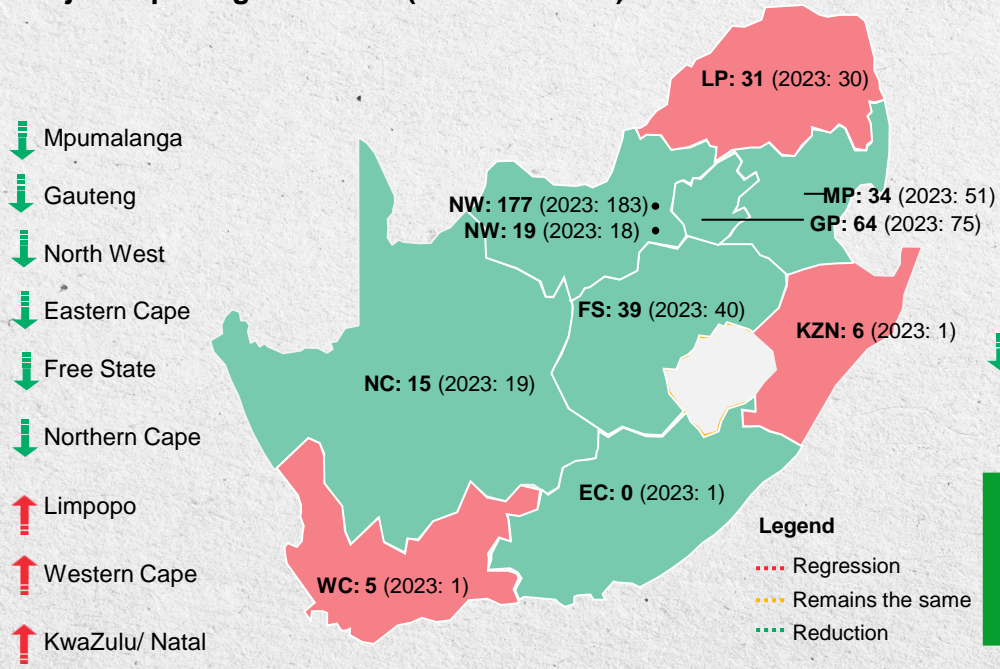 Mpumalanga
Gauteng
North West
Eastern Cape
Free State
Northern Cape
Limpopo
Western Cape
KwaZulu/ Natal
LP: 31 (2023: 30)
NW: 177 (2023: 183)
NW: 19 (2023: 18)
MP: 34 (2023: 51)
GP: 64 (2023: 75)
FS: 39 (2023: 40)
KZN: 6 (2023: 1)
NC: 15 (2023: 19)
EC: 0 (2023: 1)
WC: 5 (2023: 1)
Legend
Regression
Remains the same
Reduction